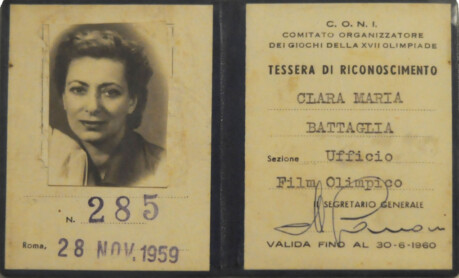 N. 285
Roma, 28 NOV. 1959
C. O. N. I.
COMITATO ORGANIZZATORE
DEI GIOCHI DELLA XVII OLIMPIADE
TESSERA DI RICONOSCIMENTO
CLARA MARIA
BATTAGLIA
Sezione Ufficio
Film Olimpico
IL SEGRETARIO GENERALE
VALIDA FINO AL 30-6-1960